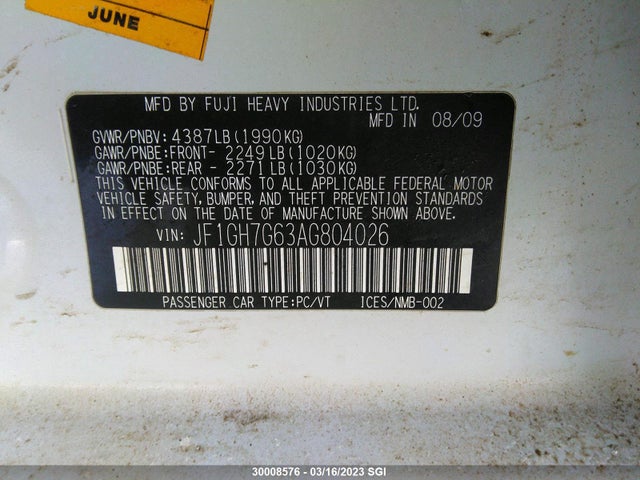 JUNE
MFD BY FUJI HEAVY INDUSTRIES LTD.
MFD IN 08/09
GVWR/PNBV: 4387LB(1990KG)
GAWR/PNBE:FRONT- 2249LB(1020KG)
GAWR/PNBE:REAR - 2271LB(1030KG)
THIS VEHICLE CONFORMS TO ALL APPLICABLE FEDERAL MOTOR
VEHICLE SAFETY, BUMPER, AND THEFT PREVENTION STANDARDS
IN EFFECT ON THE DATE OF MANUFACTURE SHOWN ABOVE.
VIN: JF1GH7G63AG804026
PASSENGER CAR TYPE:PC/VT ICES/NMB-002
30008576 - 03/16/2023 SGI